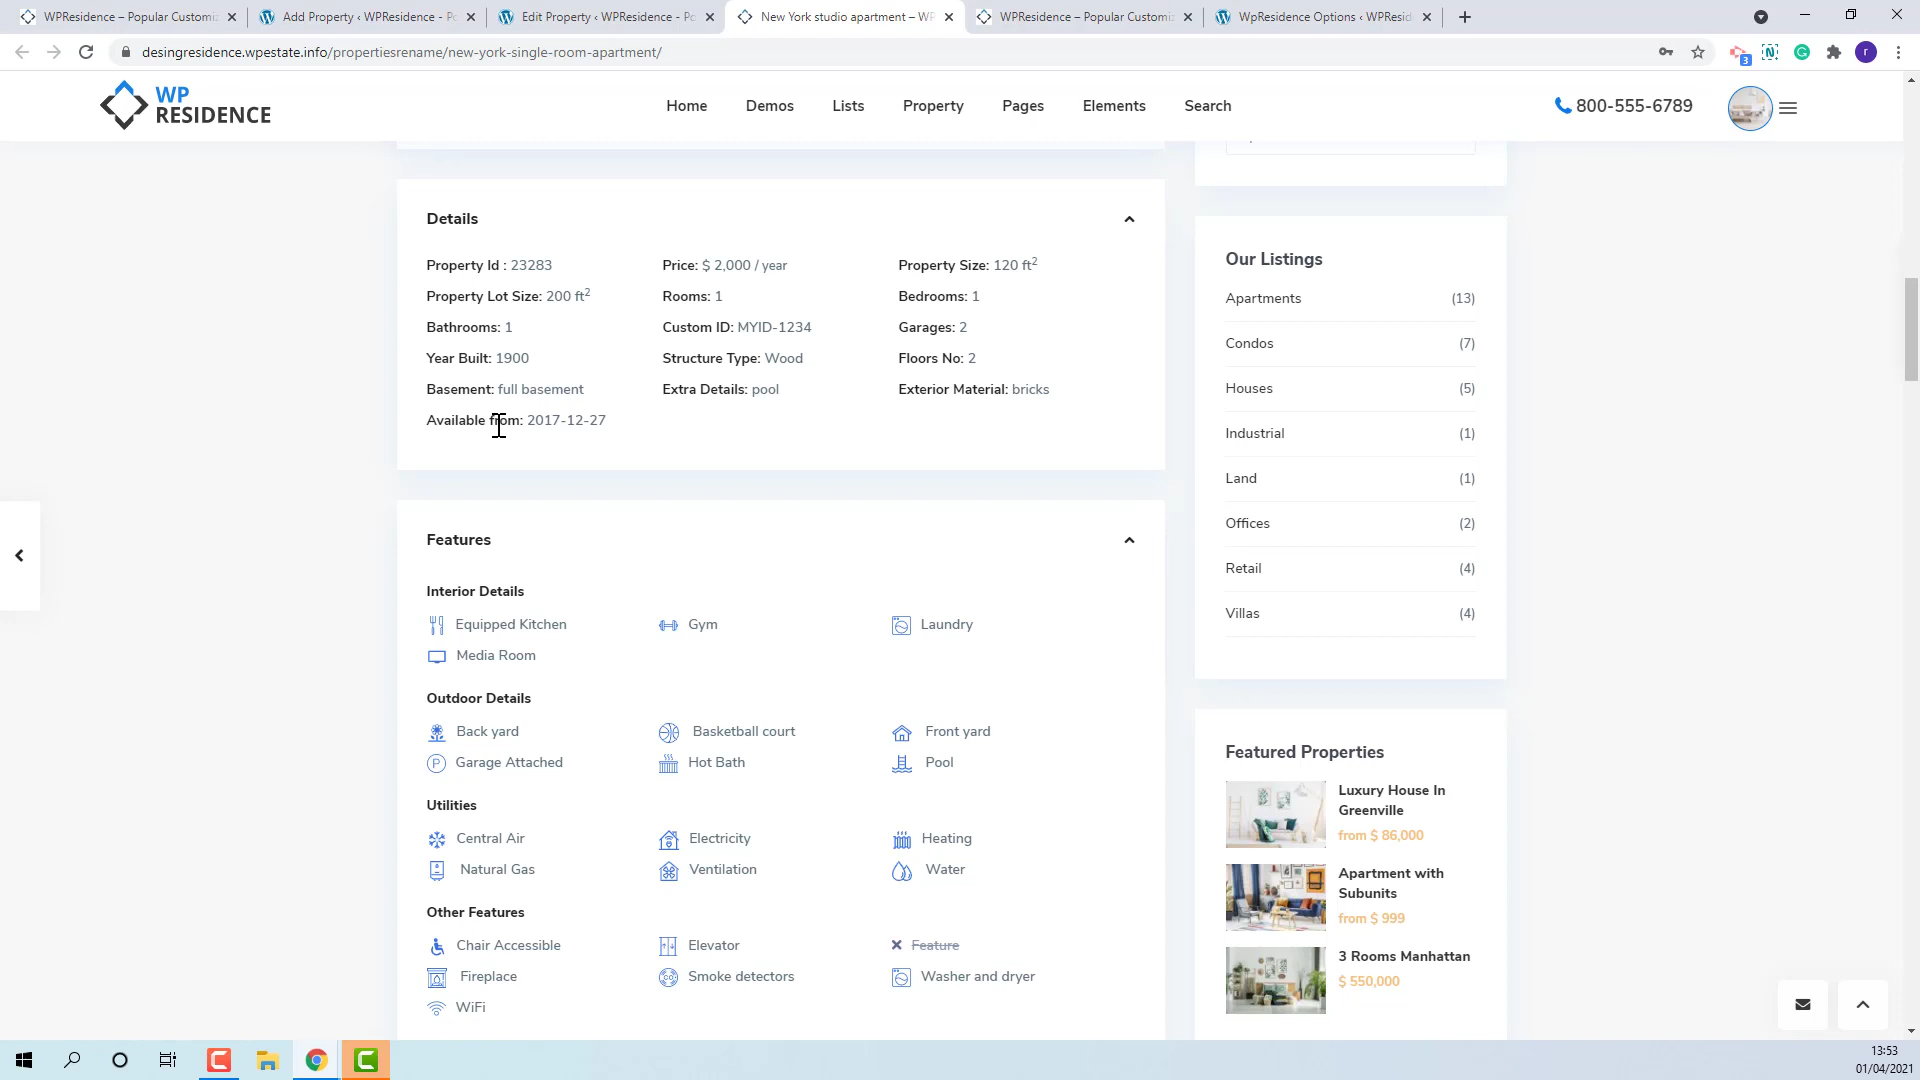 WPResidence – Popular Customiz
Add Property ‹ WPResidence - Po
Edit Property ‹ WPResidence - Po
New York studio apartment – WP
WPResidence – Popular Customiz
WpResidence Options ‹ WPResid
desingresidence.wpestate.info/propertiesrename/new-york-single-room-apartment/
3
r
WP
RESIDENCE
Home
Demos
Lists
Property
Pages
Elements
Search
800-555-6789
Details
Property Id : 23283
Price: $ 2,000 / year
Property Size: 120 ft2
Property Lot Size: 200 ft2
Rooms: 1
Bedrooms: 1
Bathrooms: 1
Custom ID: MYID-1234
Garages: 2
Year Built: 1900
Structure Type: Wood
Floors No: 2
Basement: full basement
Extra Details: pool
Exterior Material: bricks
Available from: 2017-12-27
Features
Interior Details
Equipped Kitchen
Gym
Laundry
Media Room
Outdoor Details
Back yard
Basketball court
Front yard
Garage Attached
Hot Bath
Pool
Utilities
Central Air
Electricity
Heating
Natural Gas
Ventilation
Water
Other Features
Chair Accessible
Elevator
Feature
Fireplace
Smoke detectors
Washer and dryer
WiFi
Our Listings
Apartments (13)
Condos (7)
Houses (5)
Industrial (1)
Land (1)
Offices (2)
Retail (4)
Villas (4)
Featured Properties
Luxury House In
Greenville
from $ 86,000
Apartment with
Subunits
from $ 999
3 Rooms Manhattan
$ 550,000
13:53
01/04/2021